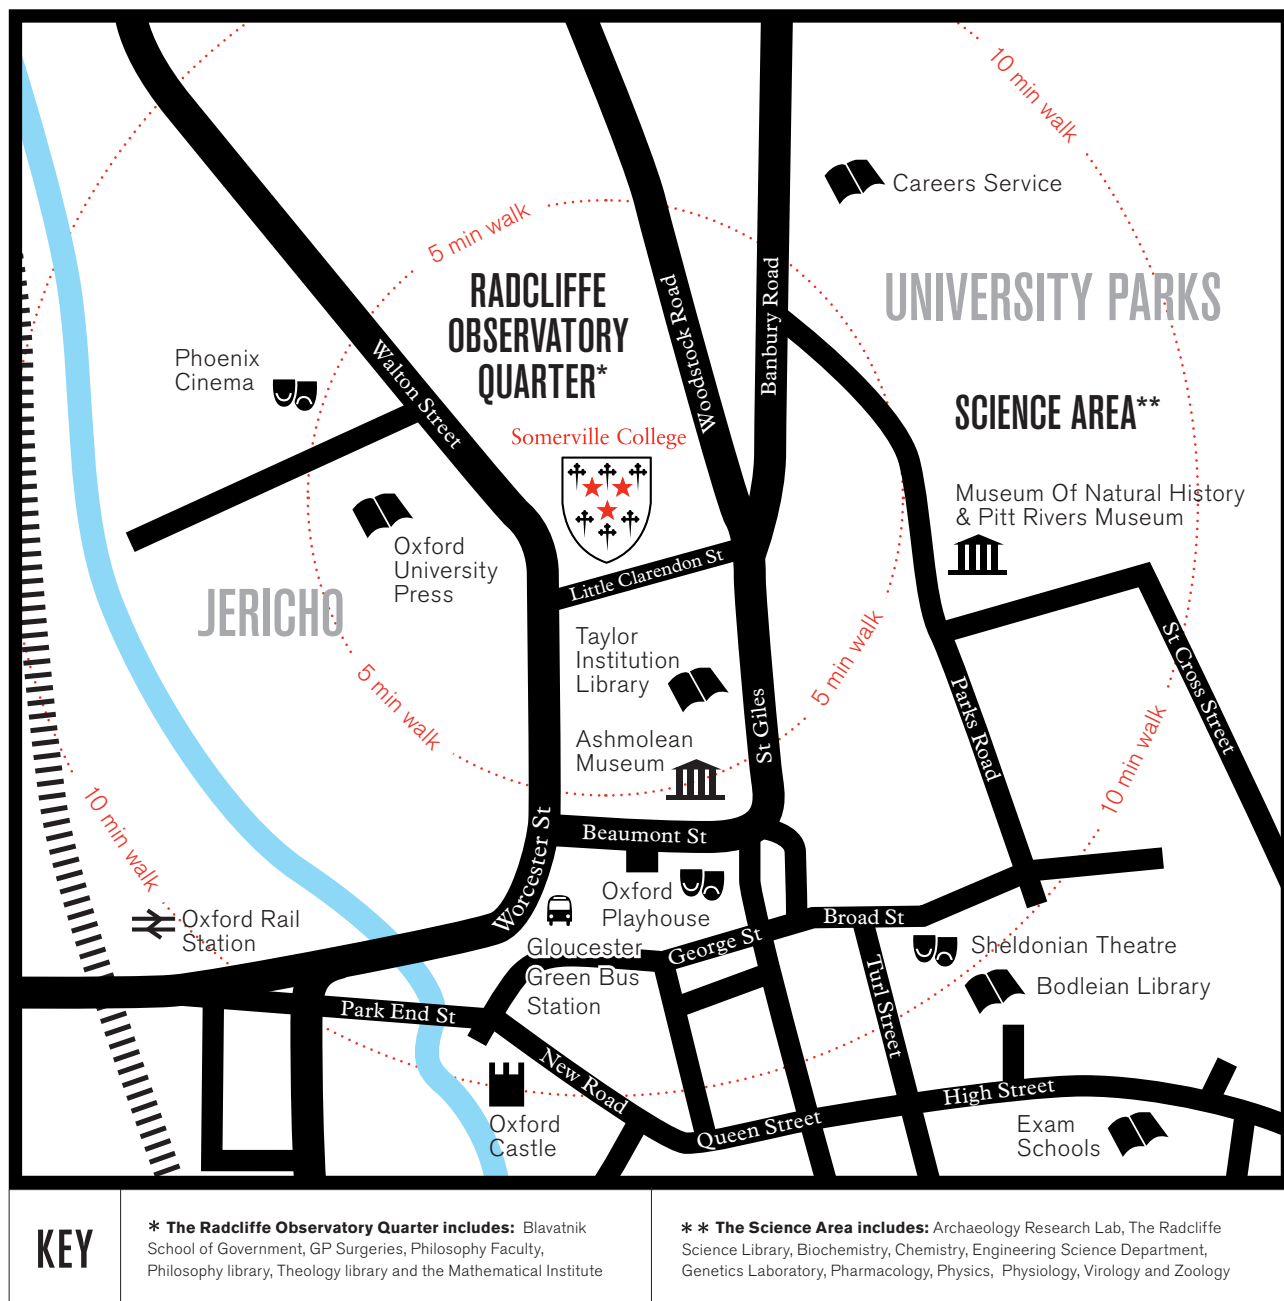 10 min walk
Careers Service
5 min walk
RADCLIFFE
OBSERVATORY
QUARTER*
Woodstock Road
Banbury Road
UNIVERSITY PARKS
Phoenix
Cinema
Walton Street
SCIENCE AREA**
Somerville College
Museum Of Natural History
& Pitt Rivers Museum
Oxford
University
Press
Little Clarendon St
JERICHO
Taylor
Institution
Library
5 min walk
5 min walk
St Cross Street
Parks Road
St Giles
Ashmolean
Museum
10 min walk
10 min walk
Beaumont St
Worcester St
Oxford
Playhouse
Oxford Rail
Station
Broad St
George St
Gloucester
Green Bus
Station
Sheldonian Theatre
Bodleian Library
Turl Street
Park End St
New Road
High Street
Queen Street
Oxford
Castle
Exam
Schools
KEY
* The Radcliffe Observatory Quarter includes: Blavatnik
School of Government, GP Surgeries, Philosophy Faculty,
Philosophy library, Theology library and the Mathematical Institute
** The Science Area includes: Archaeology Research Lab, The Radcliffe
Science Library, Biochemistry, Chemistry, Engineering Science Department,
Genetics Laboratory, Pharmacology, Physics, Physiology, Virology and Zoology